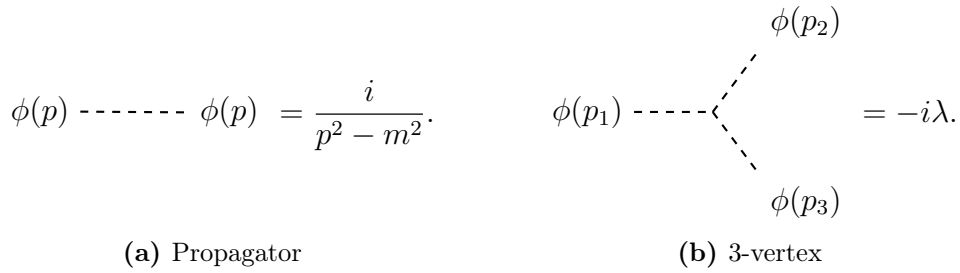 ϕ(p) ϕ(p) = i/(p² − m²).
ϕ(p₂)
ϕ(p₁) = −iλ.
ϕ(p₃)
(a) Propagator
(b) 3-vertex